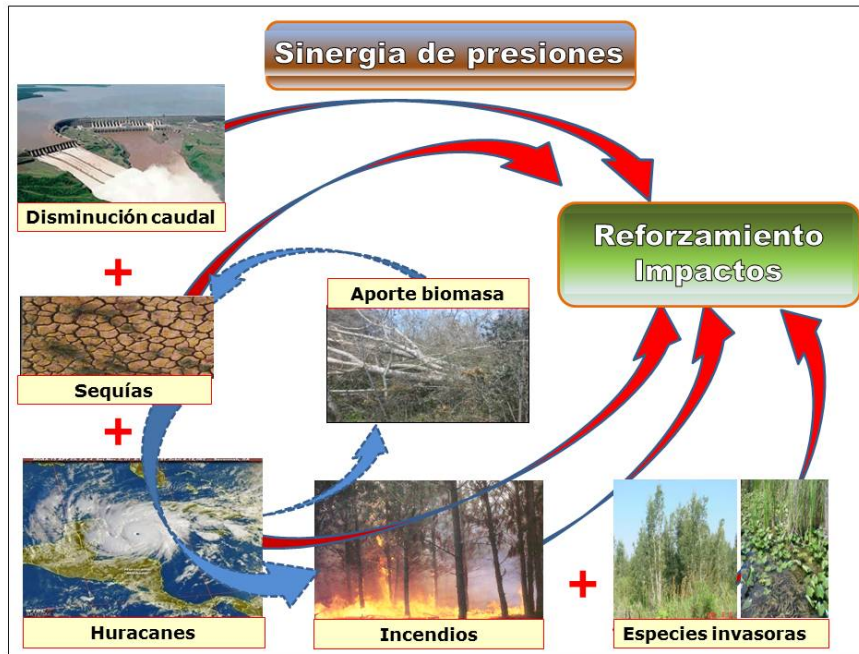 Sinergia de presiones
Disminución caudal
+
Reforzamiento
Impactos
Aporte biomasa
Sequías
+
Huracanes
Incendios
+
Especies invasoras